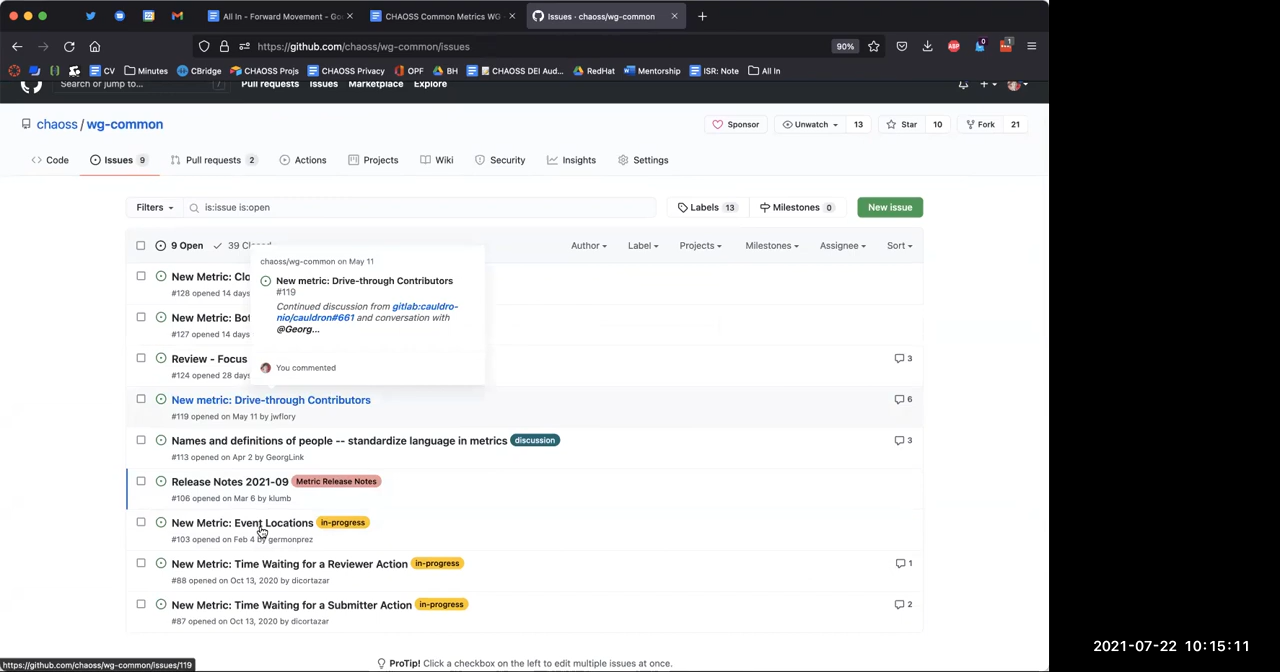 All In - Forward Movement - Go
CHAOSS Common Metrics WG
Issues · chaoss/wg-common
https://github.com/chaoss/wg-common/issues
90%
ABP
0
1
CV
Minutes
CBridge
CHAOSS Projs
CHAOSS Privacy
OPF
BH
CHAOSS DEI Aud...
RedHat
Mentorship
ISR: Note
All In
Search or jump to...
/
Pull requests
Issues
Marketplace
Explore
chaoss / wg-common
Sponsor
Unwatch
13
Star
10
Fork
21
Code
Issues 9
Pull requests 2
Actions
Projects
Wiki
Security
Insights
Settings
Filters
is:issue is:open
Labels 13
Milestones 0
New issue
9 Open
39 Closed
Author
Label
Projects
Milestones
Assignee
Sort
chaoss/wg-common on May 11
New metric: Drive-through Contributors
#119
Continued discussion from gitlab:cauldro-
nio/cauldron#661 and conversation with
@Georg...
You commented
New Metric: Clo
#128 opened 14 days
New Metric: Bot
#127 opened 14 days
Review - Focus
#124 opened 28 days
3
New metric: Drive-through Contributors
#119 opened on May 11 by jwflory
6
Names and definitions of people -- standardize language in metrics discussion
#113 opened on Apr 2 by GeorgLink
3
Release Notes 2021-09 Metric Release Notes
#106 opened on Mar 6 by klumb
New Metric: Event Locations in-progress
#103 opened on Feb 4 by germonprez
New Metric: Time Waiting for a Reviewer Action in-progress
#88 opened on Oct 13, 2020 by dicortazar
1
New Metric: Time Waiting for a Submitter Action in-progress
#87 opened on Oct 13, 2020 by dicortazar
2
ProTip! Click a checkbox on the left to edit multiple issues at once.
https://github.com/chaoss/wg-common/issues/119
2021-07-22 10:15:11